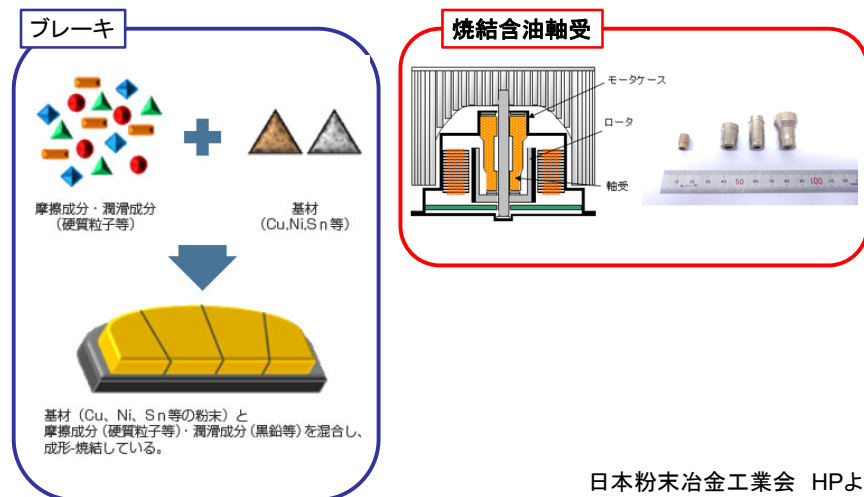 ブレーキ
摩擦成分・潤滑成分
(硬質粒子等)
基材
(Cu,Ni,Sn等)
基材（Cu、Ni、Sn等の粉末）と
摩擦成分（硬質粒子等）・潤滑成分（黒鉛等）を混合し、
成形-焼結している。
焼結含油軸受
モータケース
ロータ
軸受
50
100
日本粉末冶金工業会 HPよ